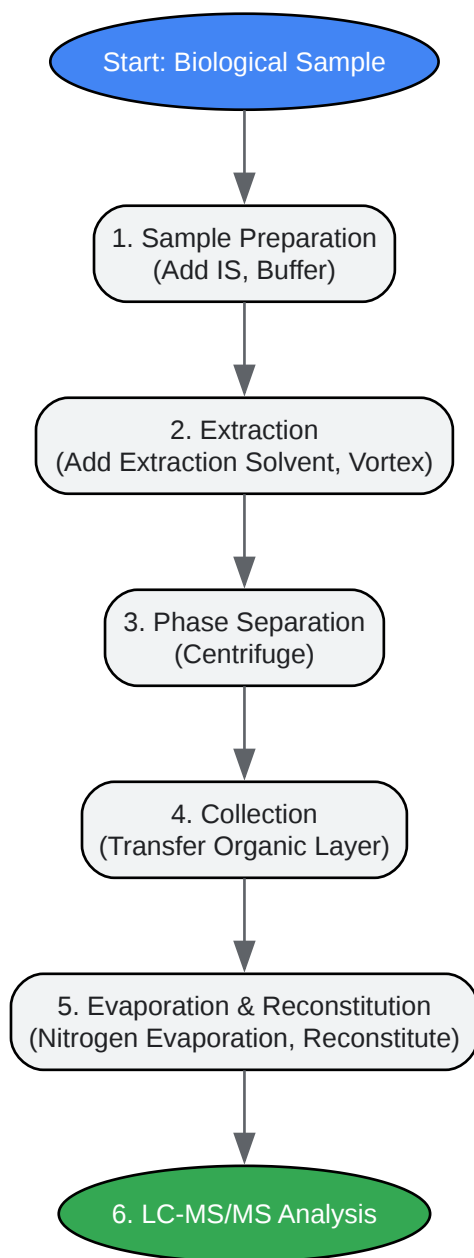 Start: Biological Sample
1. Sample Preparation
(Add IS, Buffer)
2. Extraction
(Add Extraction Solvent, Vortex)
3. Phase Separation
(Centrifuge)
4. Collection
(Transfer Organic Layer)
5. Evaporation & Reconstitution
(Nitrogen Evaporation, Reconstitute)
6. LC-MS/MS Analysis